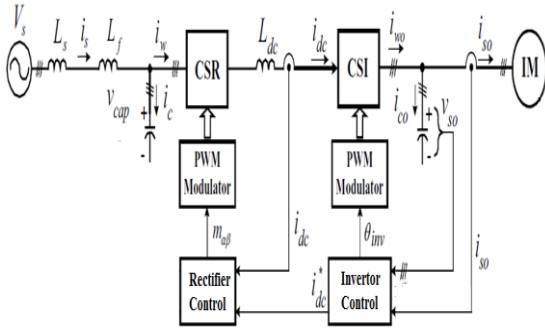 V_s
L_s
i_s
L_f
i_w
CSR
L_dc
i_dc
CSI
i_wo
i_so
IM
v_cap
+
-
i_c
i_co
+
-
v_so
PWM
Modulator
PWM
Modulator
m_αβ
i_dc
θ_inv
i_so
Rectifier
Control
i_dc^*
Invertor
Control